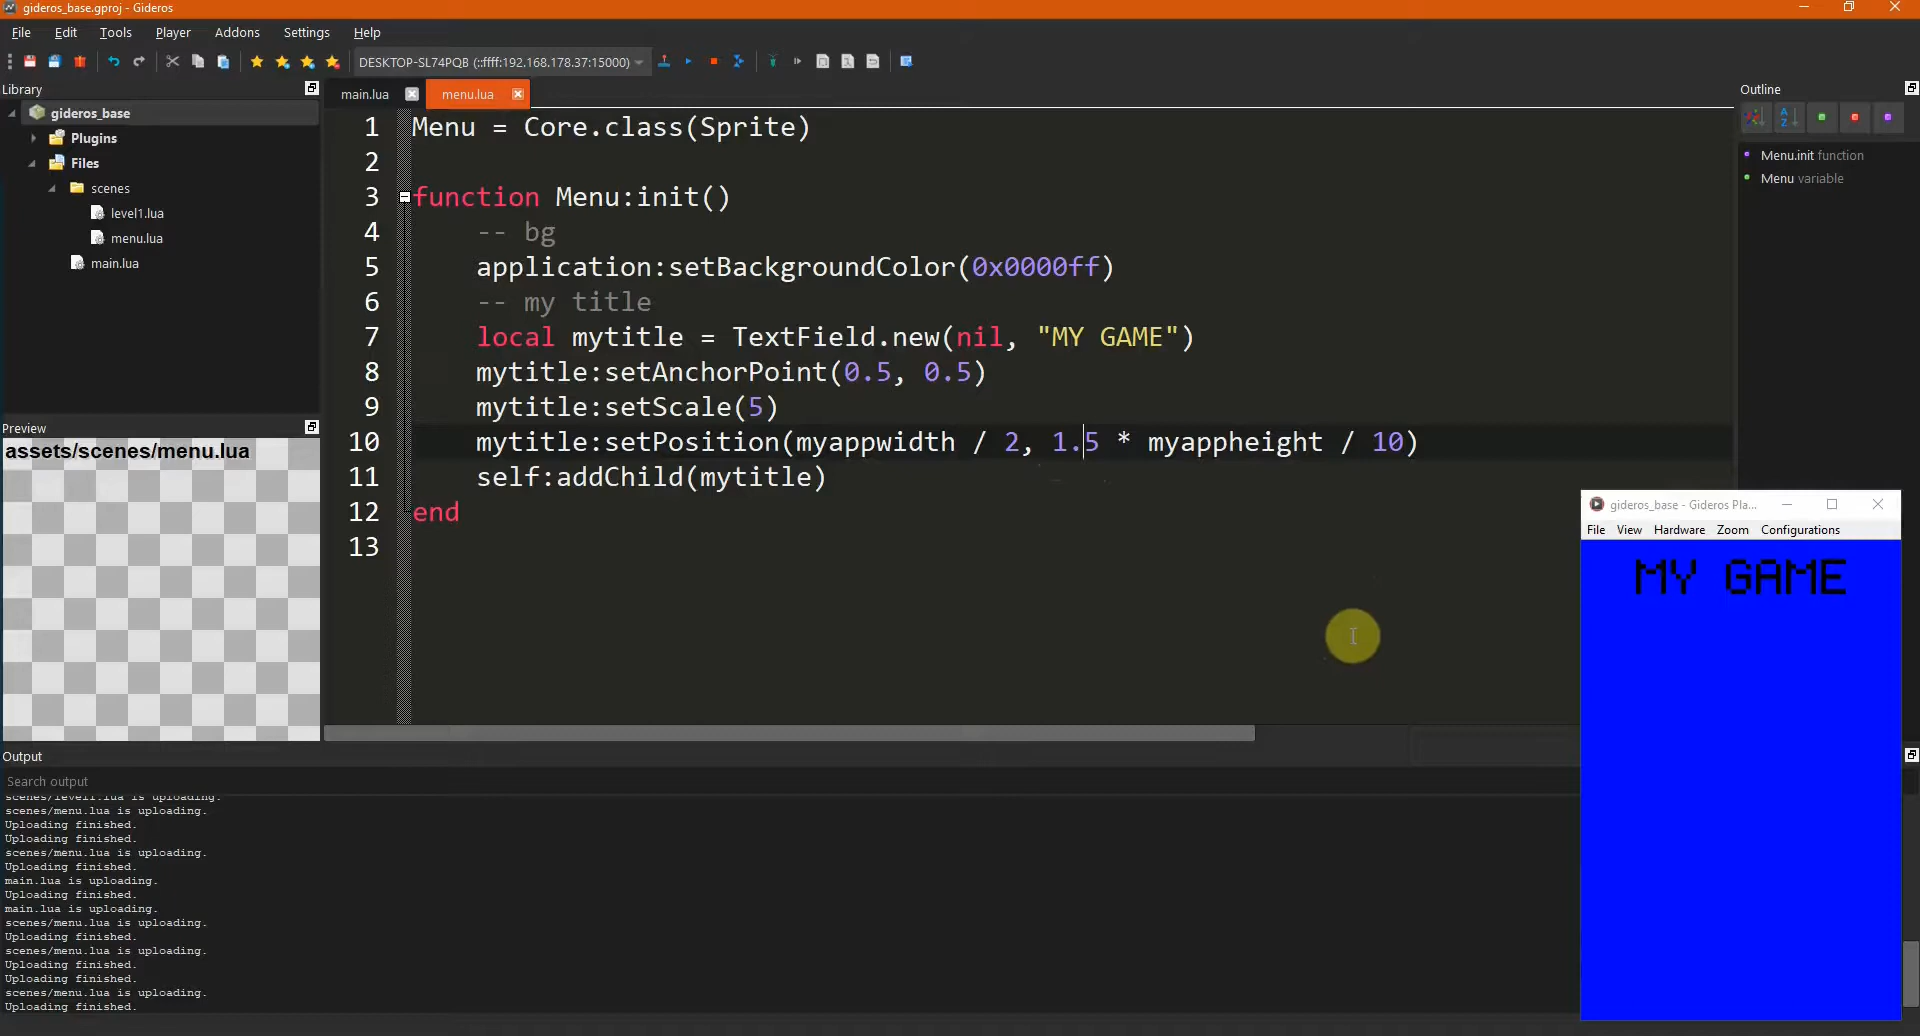 gideros_base.gproj - Gideros
File Edit Tools Player Addons Settings Help
DESKTOP-SL74PQB (::ffff:192.168.178.37:15000)
Library
gideros_base
Plugins
Files
scenes
level1.lua
menu.lua
main.lua
Preview
assets/scenes/menu.lua
main.lua
menu.lua
1 Menu = Core.class(Sprite)
2
3 function Menu:init()
4 -- bg
5 application:setBackgroundColor(0x0000ff)
6 -- my title
7 local mytitle = TextField.new(nil, "MY GAME")
8 mytitle:setAnchorPoint(0.5, 0.5)
9 mytitle:setScale(5)
10 mytitle:setPosition(myappwidth / 2, 1.5 * myappheight / 10)
11 self:addChild(mytitle)
12 end
13
Outline
Menu.init function
Menu variable
gideros_base - Gideros Pla...
File View Hardware Zoom Configurations
MY GAME
Output
Search output
scenes/level1.lua is uploading.
scenes/menu.lua is uploading.
Uploading finished.
Uploading finished.
scenes/menu.lua is uploading.
Uploading finished.
main.lua is uploading.
Uploading finished.
main.lua is uploading.
scenes/menu.lua is uploading.
Uploading finished.
scenes/menu.lua is uploading.
Uploading finished.
Uploading finished.
scenes/menu.lua is uploading.
Uploading finished.